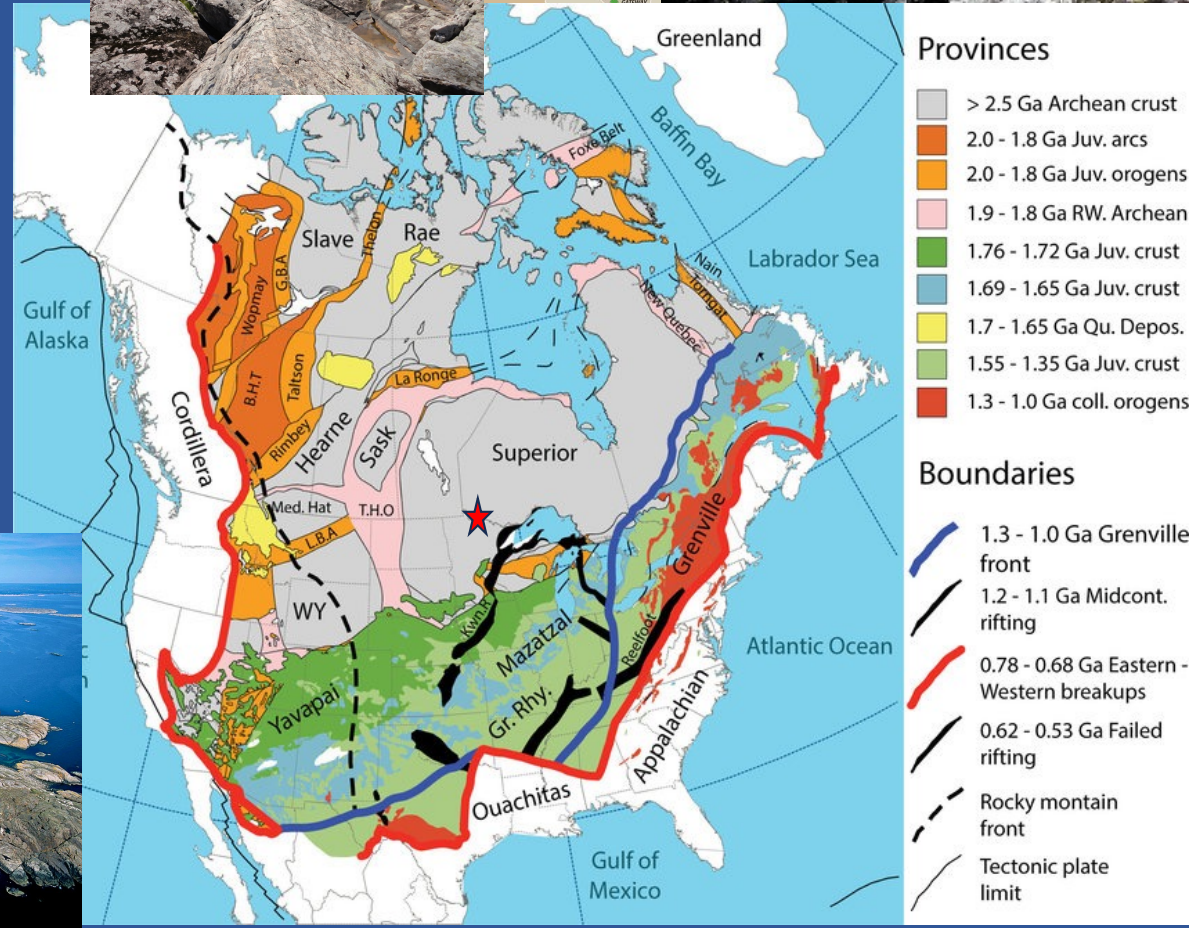 Greenland
Baffin Bay
Foxe Belt
Slave
Thelon
Rae
G.B.A
Wopmay
Nain
Torngat
New Quebec
Labrador Sea
Gulf of
Alaska
B.H.T
Taltson
La Ronge
Rimbey
Hearne
Sask
Superior
Cordillera
Med. Hat
T.H.O
L.B.A
WY
Grenville
Kwn.R
Mazatzal
Reelfoot
Atlantic Ocean
Yavapai
Gr. Rhy.
Appalachian
Ouachitas
Gulf of
Mexico
Provinces
> 2.5 Ga Archean crust
2.0 - 1.8 Ga Juv. arcs
2.0 - 1.8 Ga Juv. orogens
1.9 - 1.8 Ga RW. Archean
1.76 - 1.72 Ga Juv. crust
1.69 - 1.65 Ga Juv. crust
1.7 - 1.65 Ga Qu. Depos.
1.55 - 1.35 Ga Juv. crust
1.3 - 1.0 Ga coll. orogens
Boundaries
1.3 - 1.0 Ga Grenville
front
1.2 - 1.1 Ga Midcont.
rifting
0.78 - 0.68 Ga Eastern -
Western breakups
0.62 - 0.53 Ga Failed
rifting
Rocky montain
front
Tectonic plate
limit